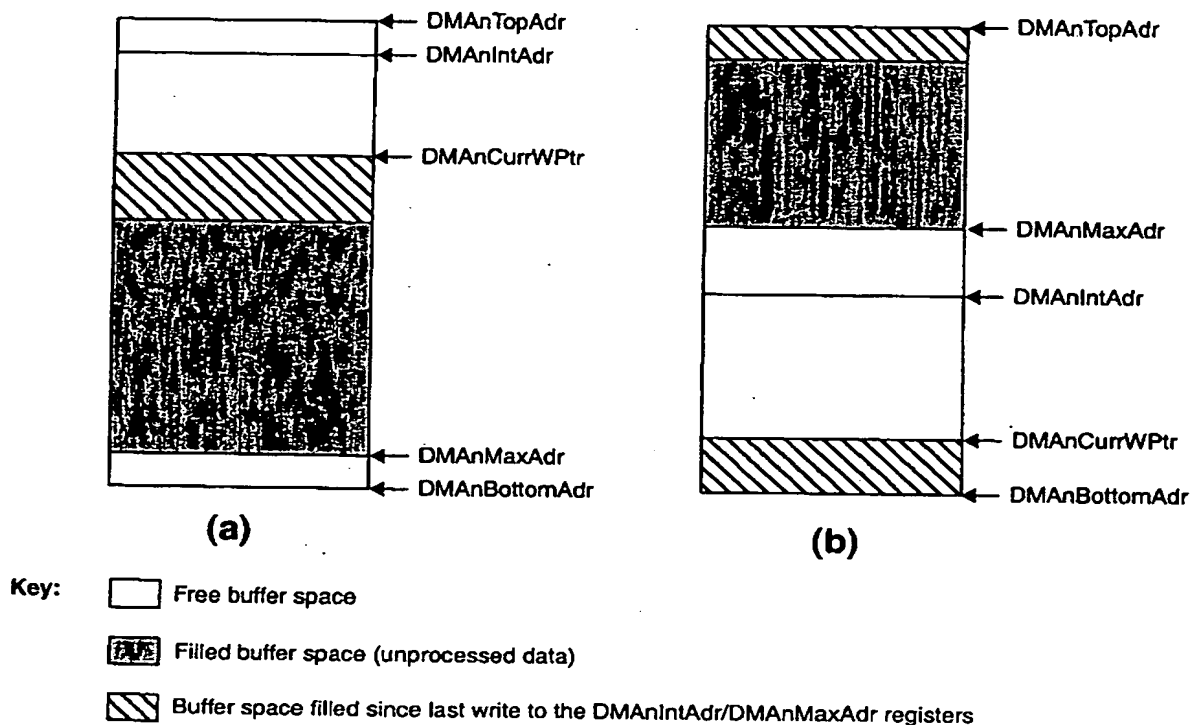 DMAnTopAdr
DMAnIntAdr
DMAnCurrWPtr
DMAnMaxAdr
DMAnBottomAdr
(a)
DMAnTopAdr
DMAnMaxAdr
DMAnIntAdr
DMAnCurrWPtr
DMAnBottomAdr
(b)
Key:
Free buffer space
Filled buffer space (unprocessed data)
Buffer space filled since last write to the DMAnIntAdr/DMAnMaxAdr registers